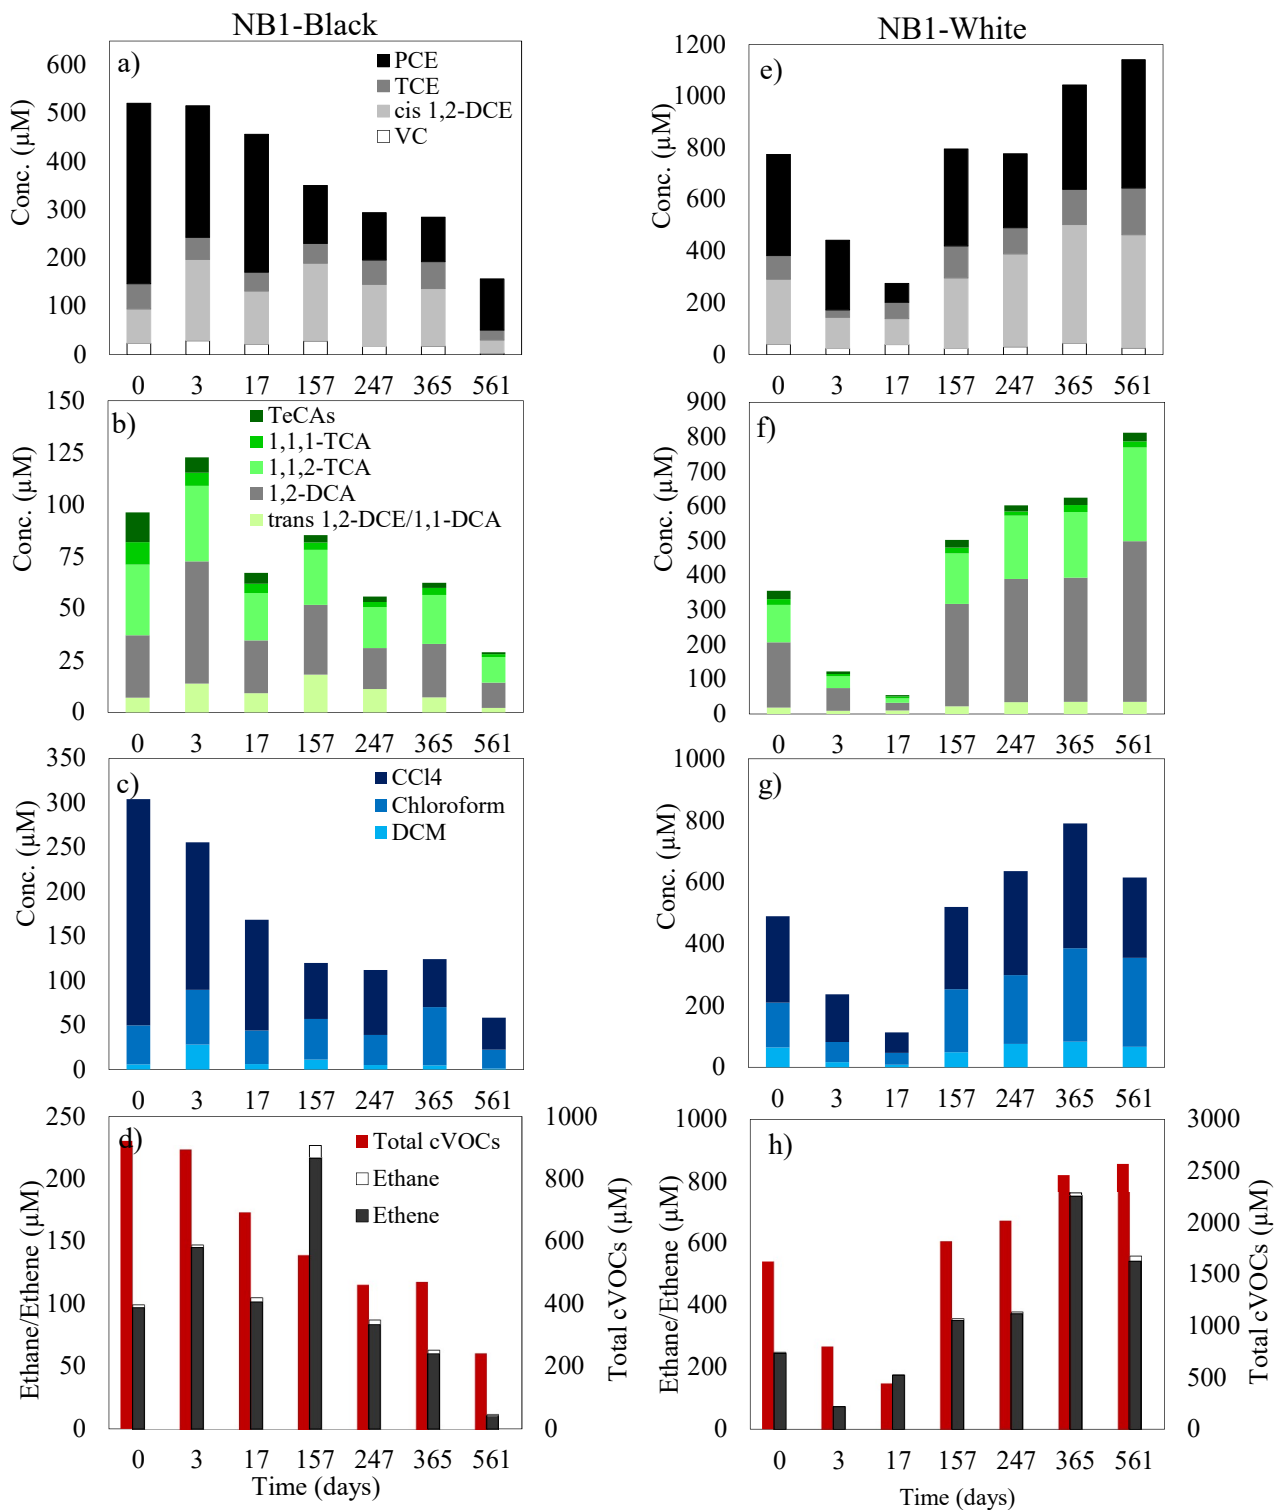 NB1-Black
NB1-White
a)
PCE
TCE
cis 1,2-DCE
VC
Conc. (µM)
600
500
400
300
200
100
0
0 3 17 157 247 365 561
e)
Conc. (µM)
1200
1000
800
600
400
200
0
0 3 17 157 247 365 561
b)
TeCAs
1,1,1-TCA
1,1,2-TCA
1,2-DCA
trans 1,2-DCE/1,1-DCA
Conc. (µM)
150
125
100
75
50
25
0
0 3 17 157 247 365 561
f)
Conc. (µM)
900
800
700
600
500
400
300
200
100
0
0 3 17 157 247 365 561
c)
CCl4
Chloroform
DCM
Conc. (µM)
350
300
250
200
150
100
50
0
0 3 17 157 247 365 561
g)
Conc. (µM)
1000
800
600
400
200
0
0 3 17 157 247 365 561
d)
Total cVOCs
Ethane
Ethene
Ethane/Ethene (µM)
250
200
150
100
50
0
Total cVOCs (µM)
1000
800
600
400
200
0
0 3 17 157 247 365 561
Time (days)
h)
Ethane/Ethene (µM)
1000
800
600
400
200
0
Total cVOCs (µM)
3000
2500
2000
1500
1000
500
0
0 3 17 157 247 365 561
Time (days)